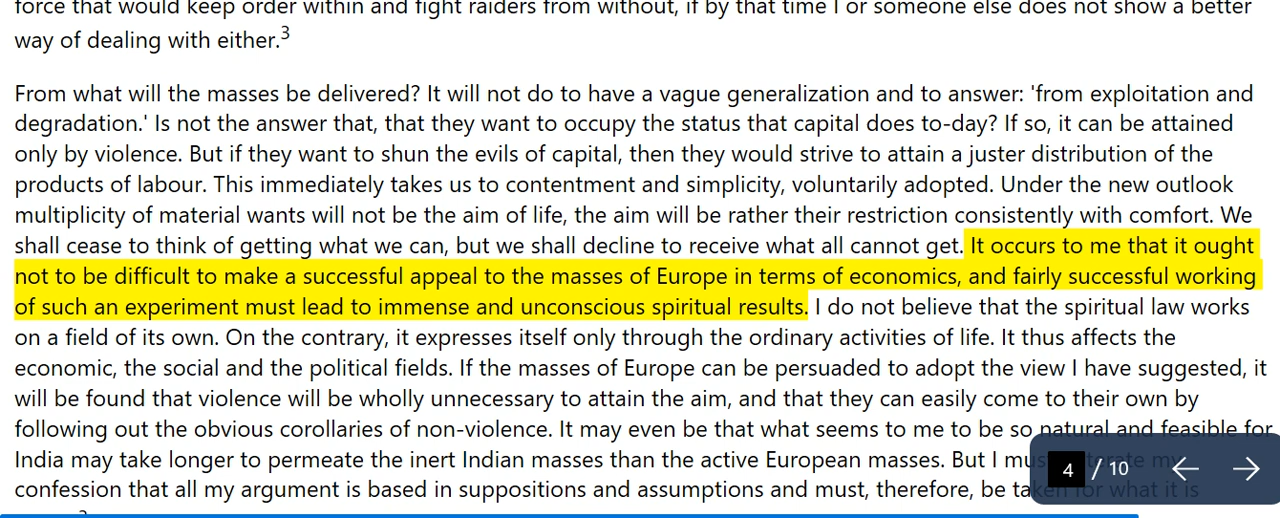 force that would keep order within and fight raiders from without, if by that time I or someone else does not show a better
way of dealing with either.3
From what will the masses be delivered? It will not do to have a vague generalization and to answer: 'from exploitation and
degradation.' Is not the answer that, that they want to occupy the status that capital does to-day? If so, it can be attained
only by violence. But if they want to shun the evils of capital, then they would strive to attain a juster distribution of the
products of labour. This immediately takes us to contentment and simplicity, voluntarily adopted. Under the new outlook
multiplicity of material wants will not be the aim of life, the aim will be rather their restriction consistently with comfort. We
shall cease to think of getting what we can, but we shall decline to receive what all cannot get. It occurs to me that it ought
not to be difficult to make a successful appeal to the masses of Europe in terms of economics, and fairly successful working
of such an experiment must lead to immense and unconscious spiritual results. I do not believe that the spiritual law works
on a field of its own. On the contrary, it expresses itself only through the ordinary activities of life. It thus affects the
economic, the social and the political fields. If the masses of Europe can be persuaded to adopt the view I have suggested, it
will be found that violence will be wholly unnecessary to attain the aim, and that they can easily come to their own by
following out the obvious corollaries of non-violence. It may even be that what seems to me to be so natural and feasible for
India may take longer to permeate the inert Indian masses than the active European masses. But I my
confession that all my argument is based in suppositions and assumptions and must, therefore, be taken for what it is
4 / 10